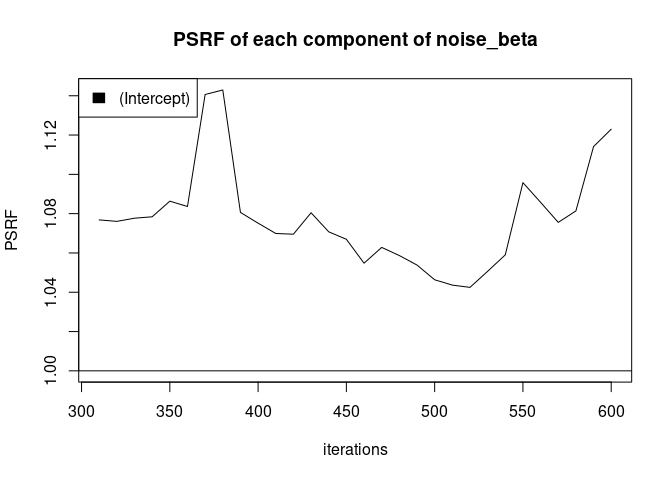 PSRF of each component of noise_beta
(Intercept)
PSRF
1.12
1.08
1.04
1.00
300 350 400 450 500 550 600
iterations